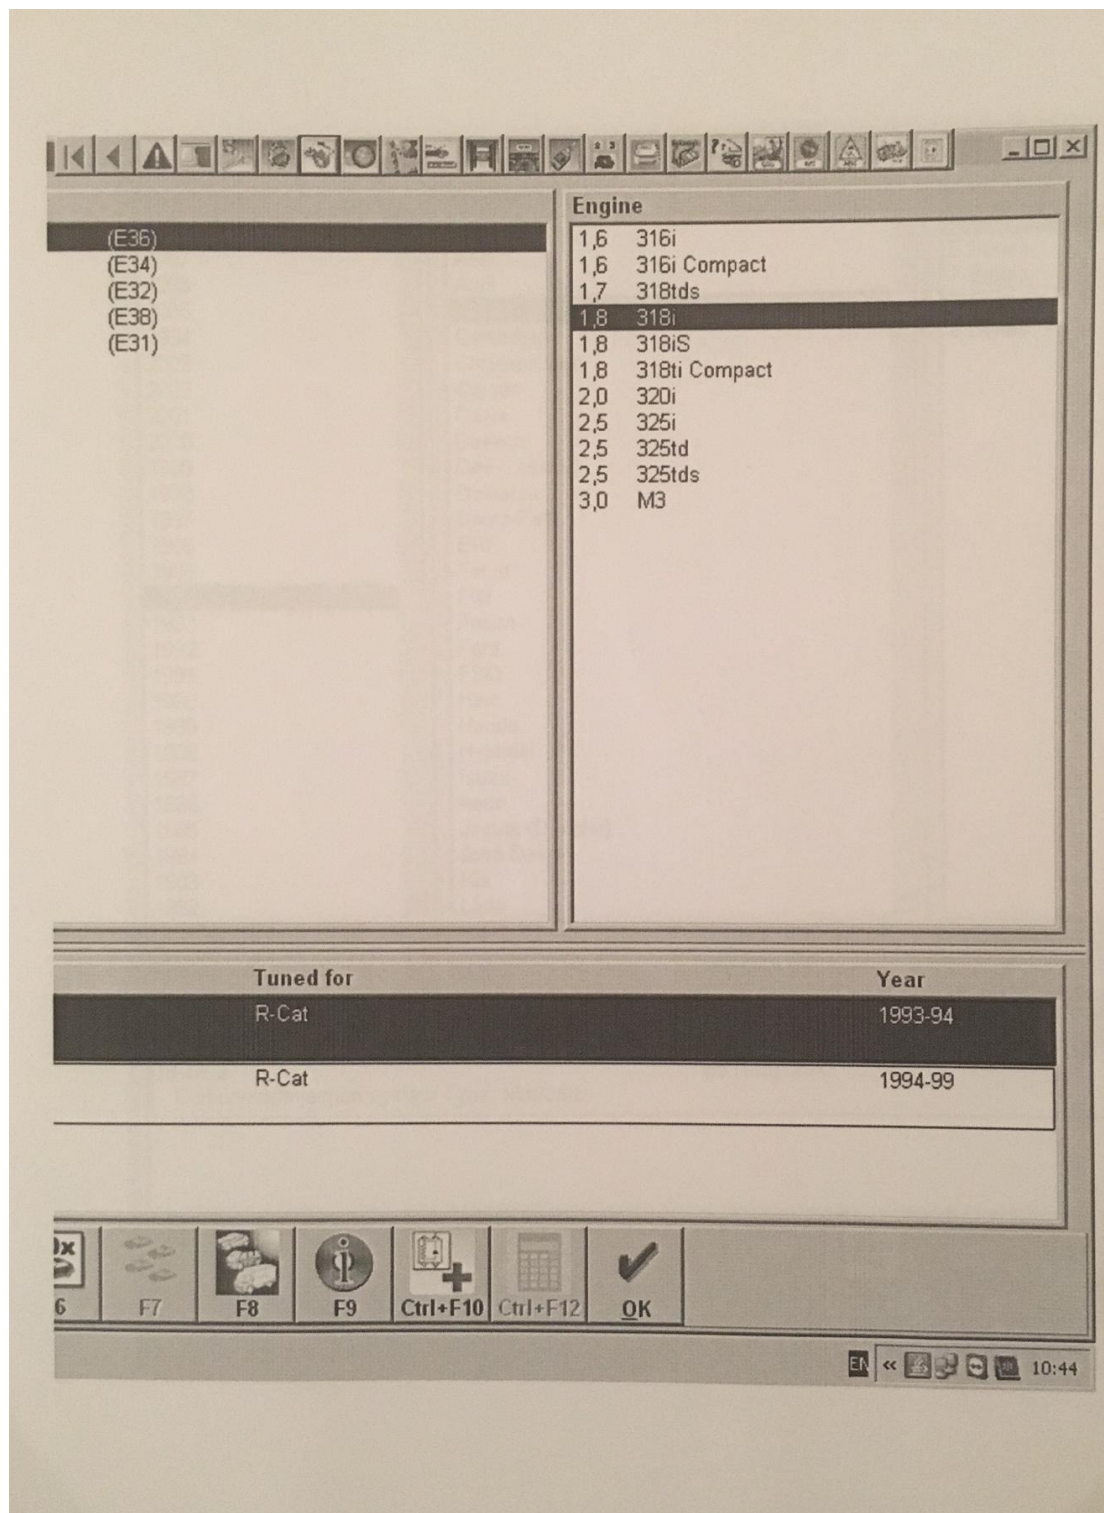 (E36)
(E34)
(E32)
(E38)
(E31)
Engine
1,6 316i
1,6 316i Compact
1,7 318tds
1,8 318i
1,8 318iS
1,8 318ti Compact
2,0 320i
2,5 325i
2,5 325td
2,5 325tds
3,0 M3
Tuned for Year
R-Cat 1993-94
R-Cat 1994-99
6 F7 F8 F9 Ctrl+F10 Ctrl+F12 OK
EN « 10:44